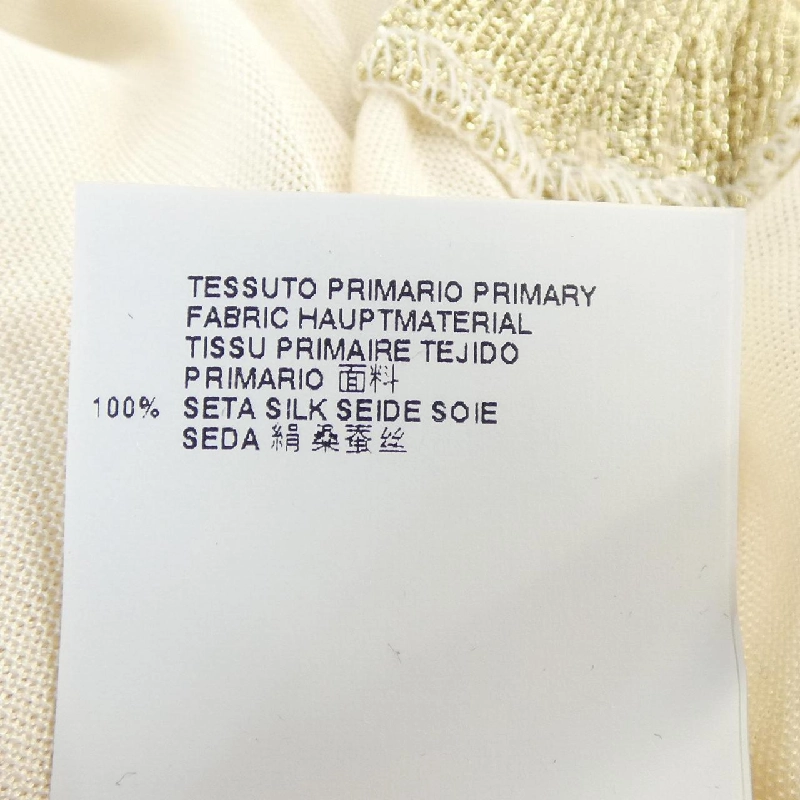 TESSUTO PRIMARIO PRIMARY
FABRIC HAUPTMATERIAL
TISSU PRIMAIRE TEJIDO
PRIMARIO 面料
100% SETA SILK SEIDE SOIE
SEDA 絹 桑蚕丝